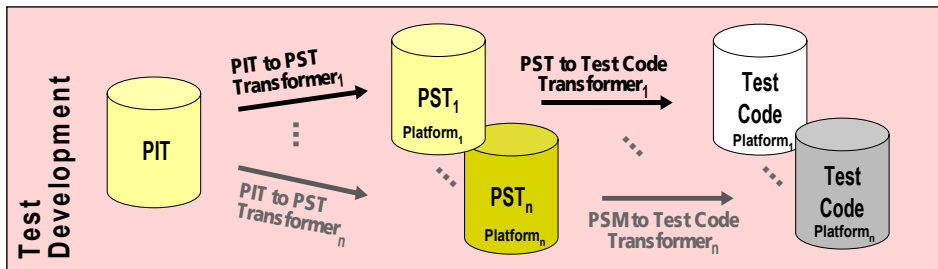 Test
Development
PIT
PIT to PST
Transformer₁
PIT to PST
Transformerₙ
PST₁
Platform₁
PSTₙ
Platformₙ
PST to Test Code
Transformer₁
PSM to Test Code
Transformerₙ
Test
Code
Platform₁
Test
Code
Platformₙ